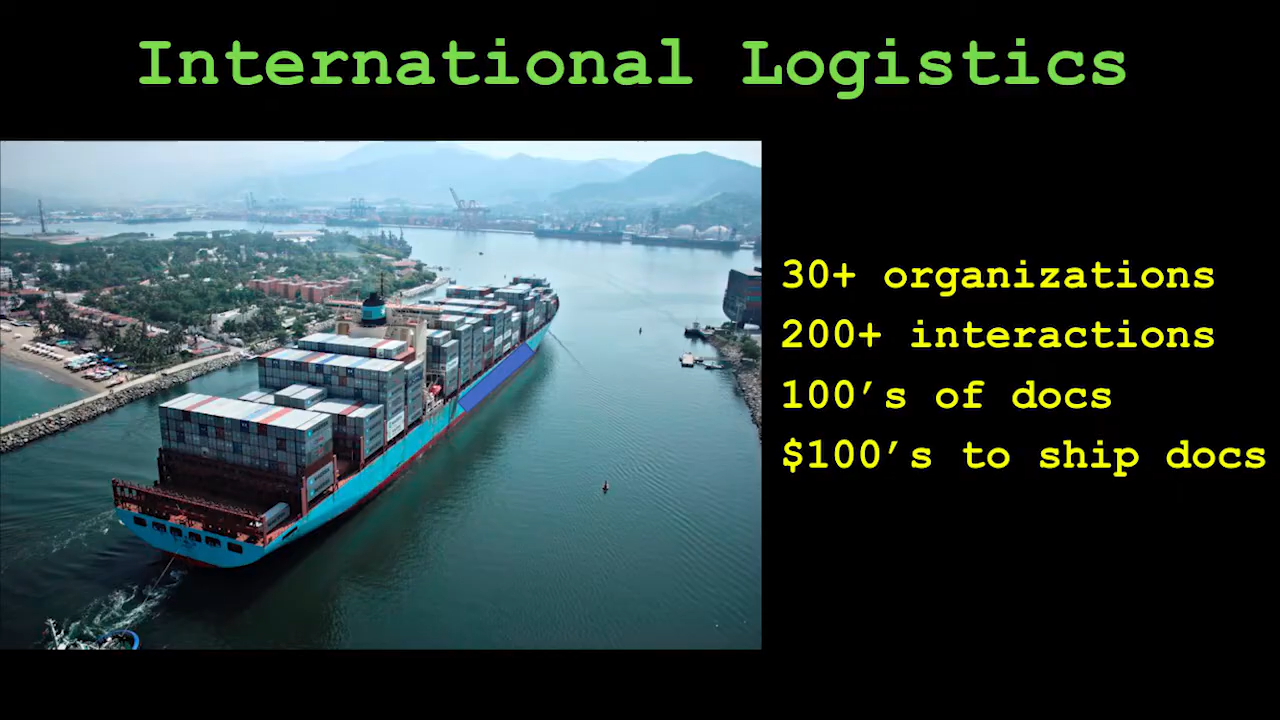 International Logistics
30+ organizations
200+ interactions
100’s of docs
$100’s to ship docs